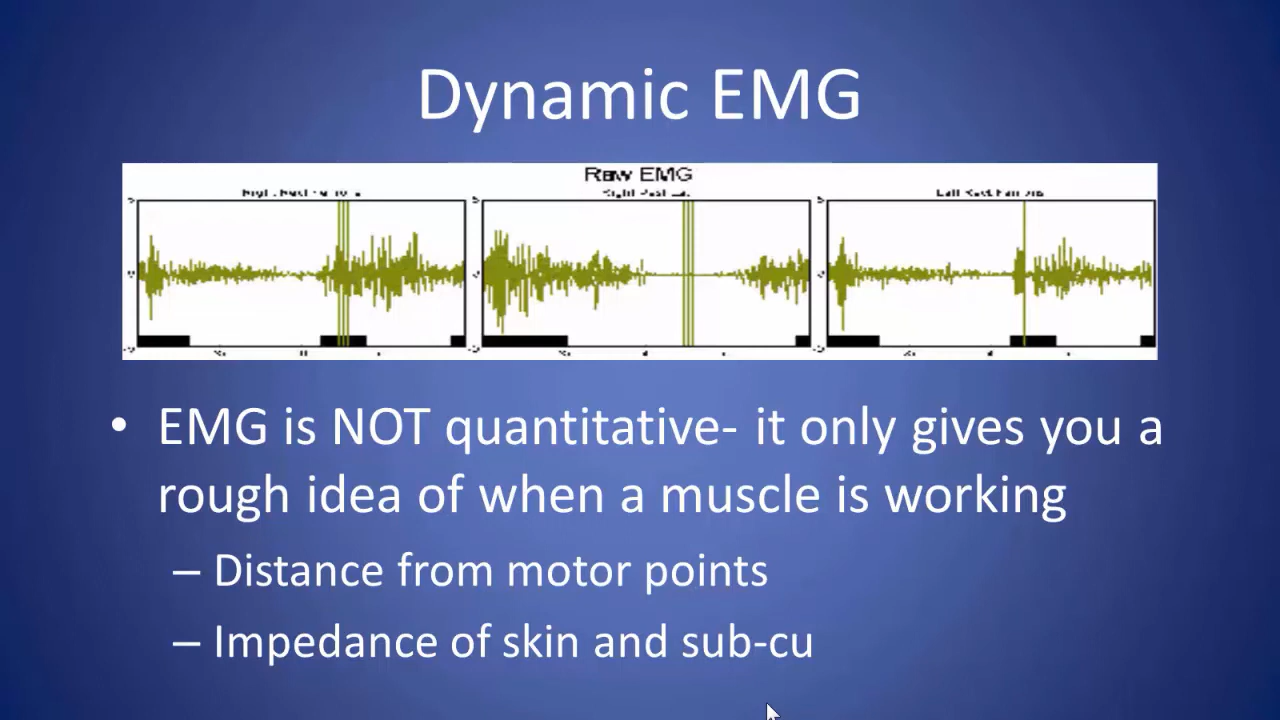 Dynamic EMG
Raw EMG
• EMG is NOT quantitative- it only gives you a
rough idea of when a muscle is working
– Distance from motor points
– Impedance of skin and sub-cu